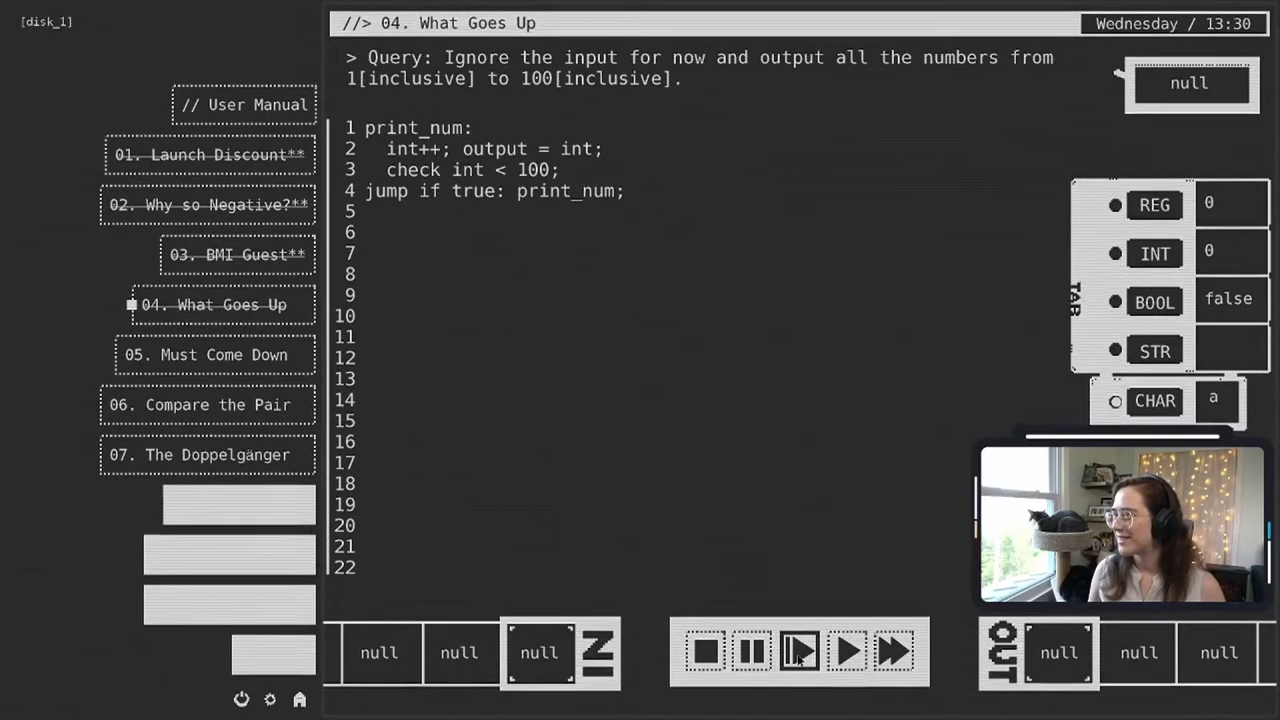 [disk_1]
//> 04. What Goes Up
Wednesday / 13:30
> Query: Ignore the input for now and output all the numbers from
1[inclusive] to 100[inclusive].
null
// User Manual
01. Launch Discount**
02. Why so Negative?**
03. BMI Guest**
04. What Goes Up
05. Must Come Down
06. Compare the Pair
07. The Doppelgänger
1 print_num:
2 int++; output = int;
3 check int < 100;
4 jump if true: print_num;
5
6
7
8
9
10
11
12
13
14
15
16
17
18
19
20
21
22
TAB
REG 0
INT 0
BOOL false
STR
CHAR a
null null null IN
OUT null null null